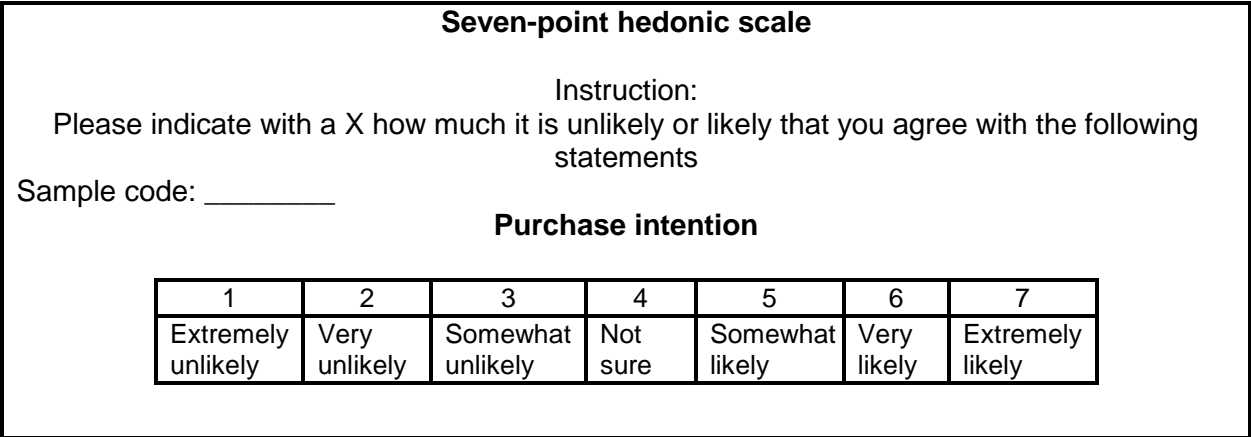 Seven-point hedonic scale
Instruction:
Please indicate with a X how much it is unlikely or likely that you agree with the following
statements
Sample code: ________
Purchase intention
1 2 3 4 5 6 7
Extremely Very Somewhat Not Somewhat Very Extremely
unlikely unlikely unlikely sure likely likely likely